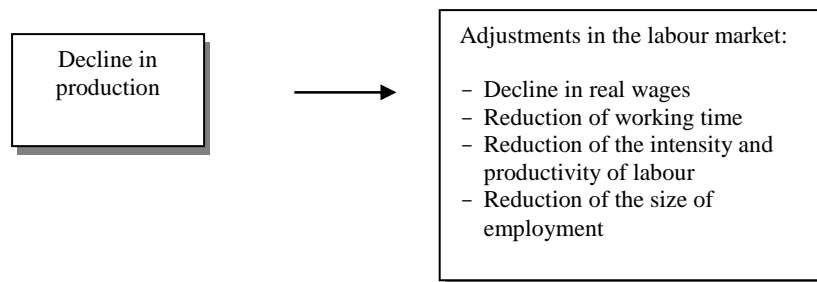 Decline in
production
Adjustments in the labour market:
- Decline in real wages
- Reduction of working time
- Reduction of the intensity and
productivity of labour
- Reduction of the size of
employment